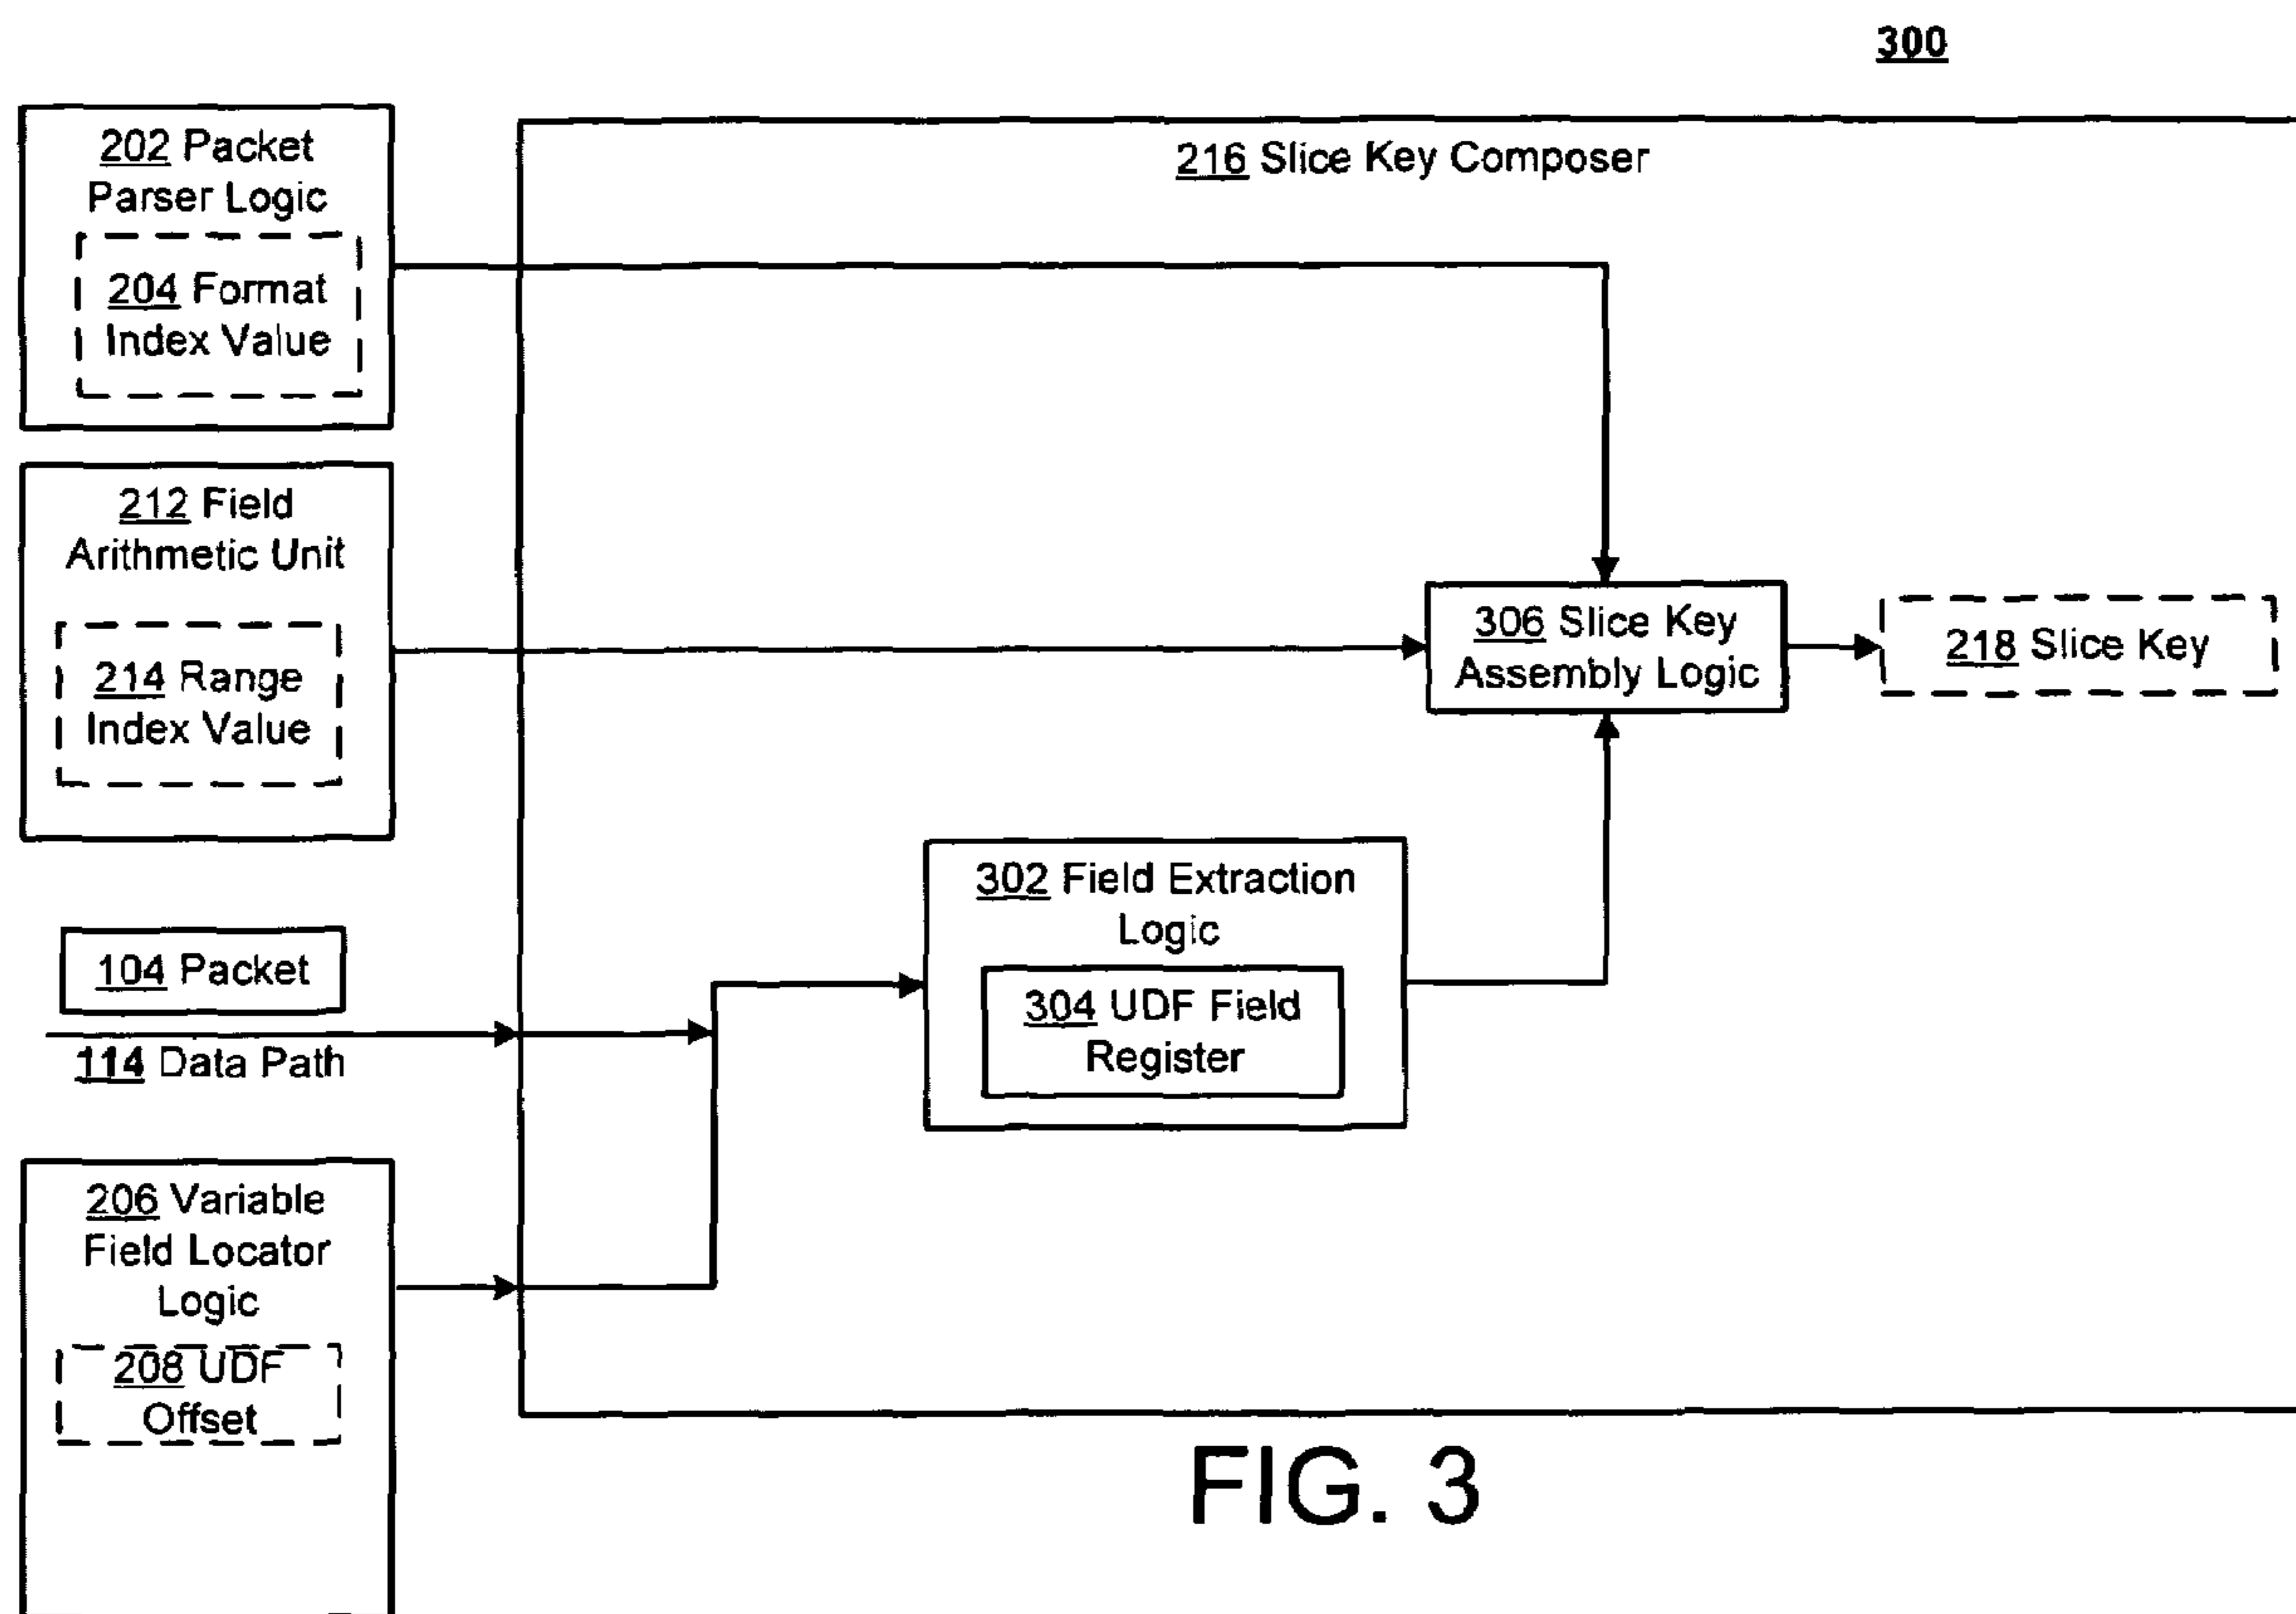 300
202 Packet
Parser Logic
204 Format
Index Value
216 Slice Key Composer
212 Field
Arithmetic Unit
214 Range
Index Value
306 Slice Key
Assembly Logic
218 Slice Key
104 Packet
114 Data Path
302 Field Extraction
Logic
304 UDF Field
Register
206 Variable
Field Locator
Logic
208 UDF
Offset
FIG. 3